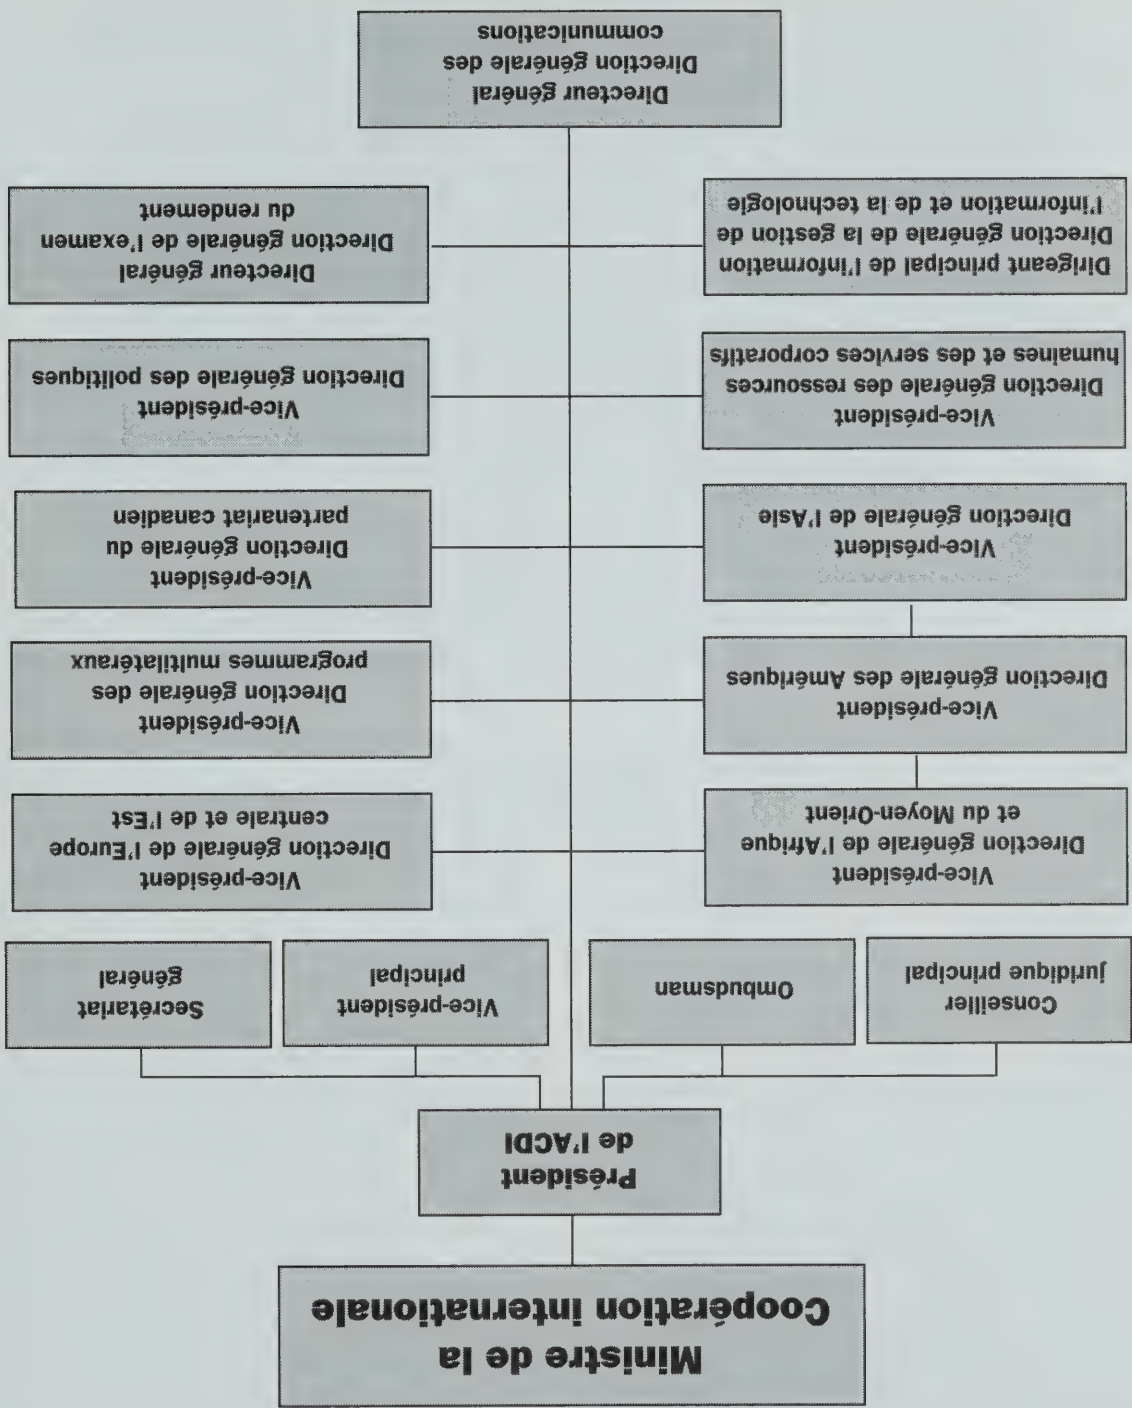 Ministre de la
Coopération internationale
Président
de l'ACDI
Conseiller
juridique principal
Ombudsman
Vice-président
principal
Secrétariat
général
Vice-président
Direction générale de l'Afrique
et du Moyen-Orient
Vice-président
Direction générale de l'Europe
centrale et de l'Est
Vice-président
Direction générale des Amériques
Vice-président
Direction générale des
programmes multilatéraux
Vice-président
Direction générale de l'Asie
Vice-président
Direction générale du
partenariat canadien
Vice-président
Direction générale des ressources
humaines et des services corporatifs
Vice-président
Direction générale des politiques
Dirigeant principal de l'information
Direction générale de la gestion de
l'information et de la technologie
Directeur général
Direction générale de l'examen
du rendement
Directeur général
Direction générale des
communications